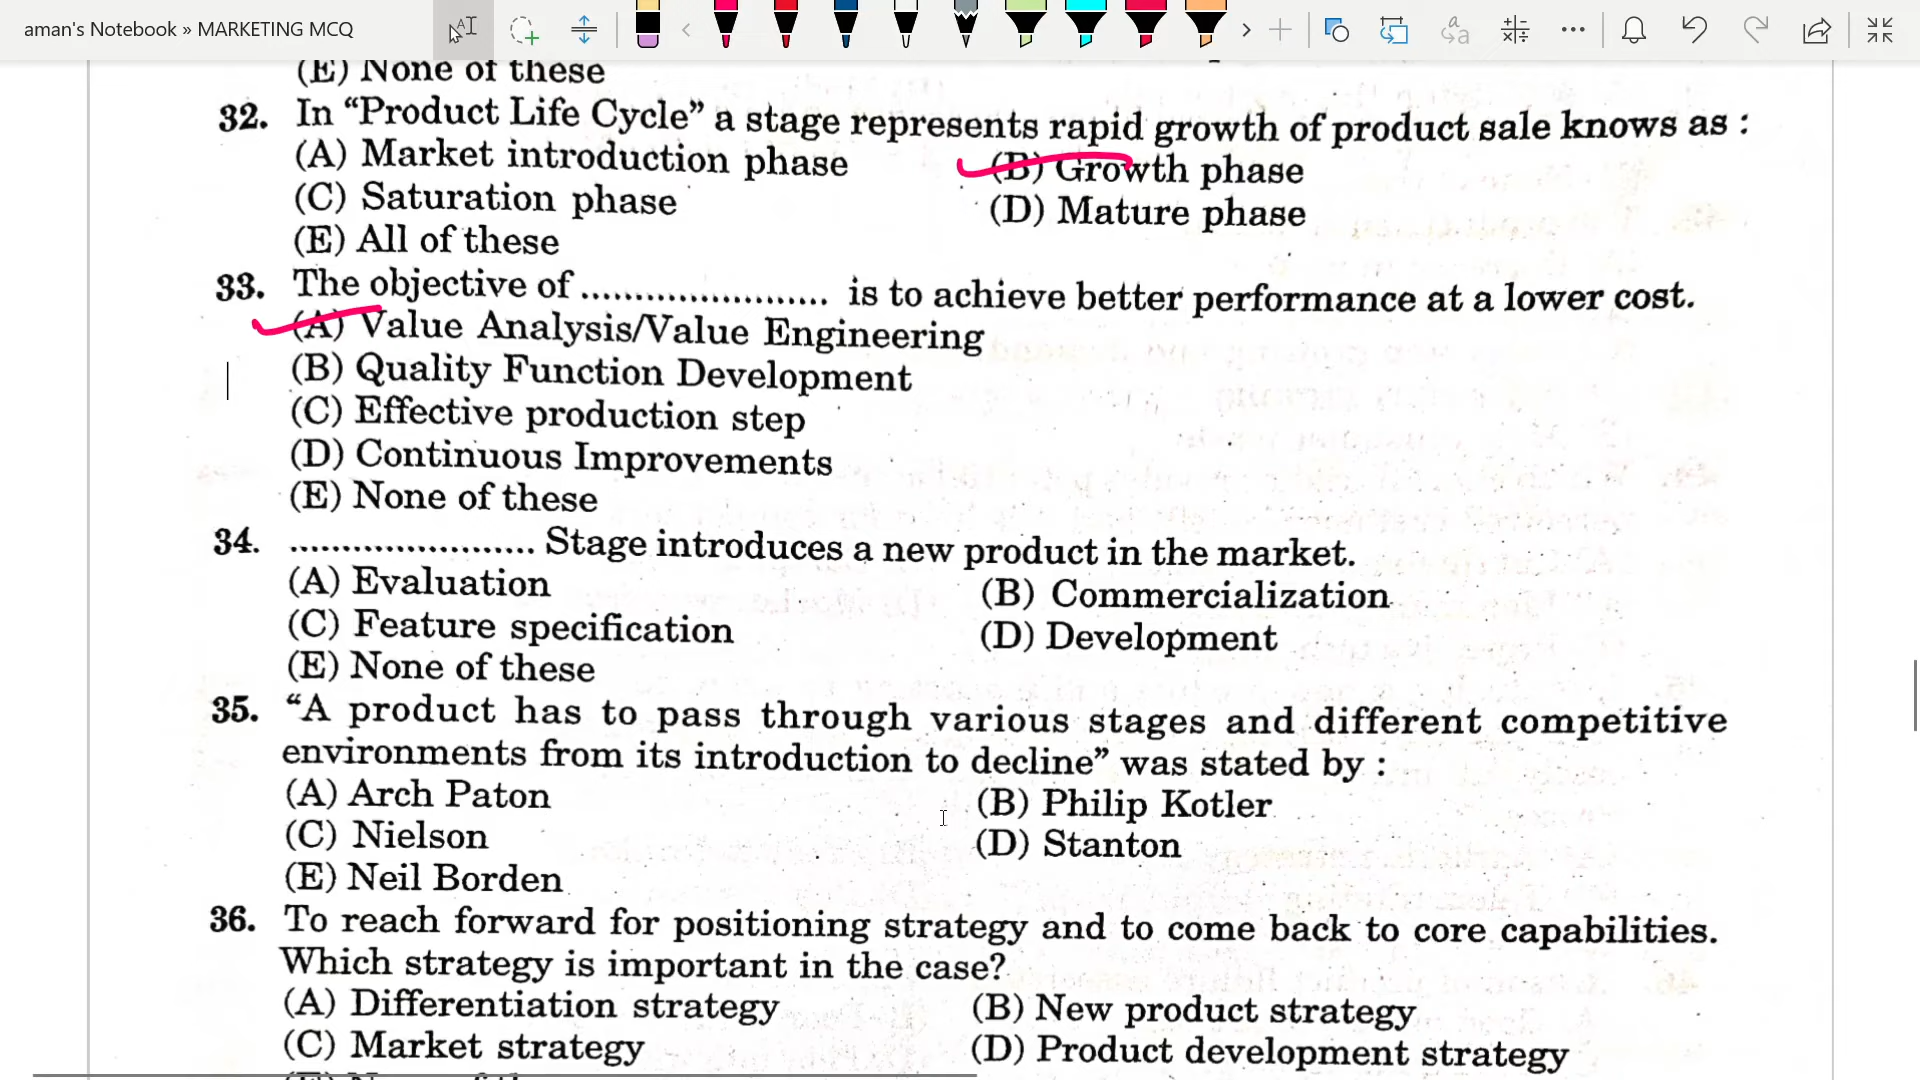 aman's Notebook » MARKETING MCQ
(E) None of these
32. In “Product Life Cycle” a stage represents rapid growth of product sale knows as :
(A) Market introduction phase (B) Growth phase
(C) Saturation phase (D) Mature phase
(E) All of these
33. The objective of ....................... is to achieve better performance at a lower cost.
(A) Value Analysis/Value Engineering
(B) Quality Function Development
(C) Effective production step
(D) Continuous Improvements
(E) None of these
34. ....................... Stage introduces a new product in the market.
(A) Evaluation (B) Commercialization
(C) Feature specification (D) Development
(E) None of these
35. “A product has to pass through various stages and different competitive
environments from its introduction to decline” was stated by :
(A) Arch Paton (B) Philip Kotler
(C) Nielson (D) Stanton
(E) Neil Borden
36. To reach forward for positioning strategy and to come back to core capabilities.
Which strategy is important in the case?
(A) Differentiation strategy (B) New product strategy
(C) Market strategy (D) Product development strategy